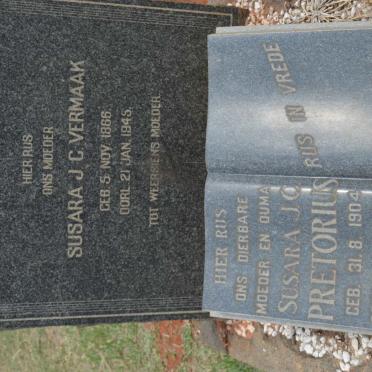 HIER RUS
ONS MOEDER
SUSARA J. C. VERMAAK
GEB. 5. NOV. 1886.
OORL. 21. JAN. 1945.
TOT WEERSIENS MOEDER.
HIER RUS
ONS DIERBARE
MOEDER EN OUMA
SUSARA J C
PRETORIUS
GEB. 31. 8. 1904
RUS IN VREDE